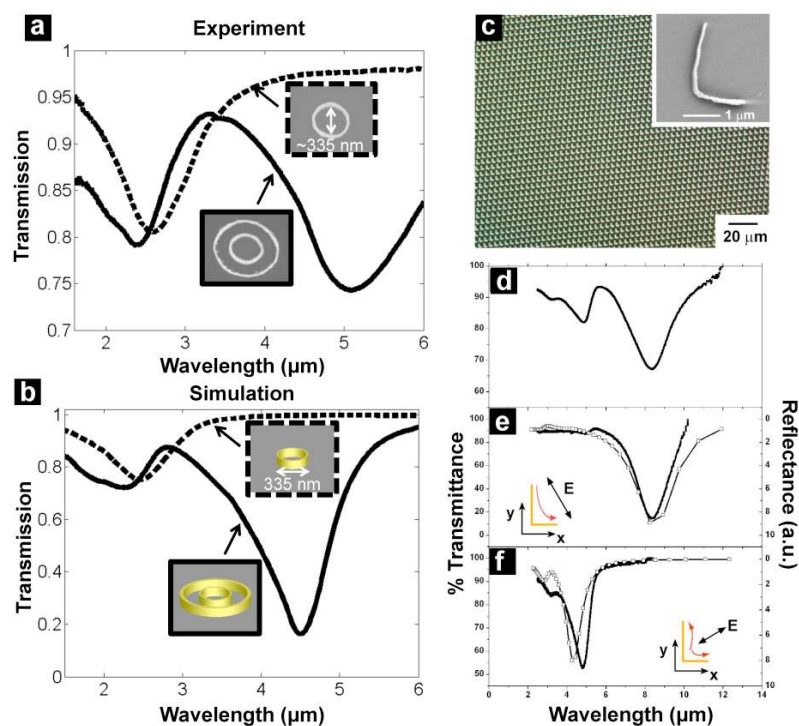 a
Experiment
1
0.95
0.9
0.85
0.8
0.75
0.7
Transmission
~335 nm
2
3
4
5
6
Wavelength (µm)
b
Simulation
1
0.8
0.6
0.4
0.2
0
Transmission
335 nm
2
3
4
5
6
Wavelength (µm)
c
1 µm
20 µm
d
100
90
80
70
60
e
100
80
60
40
20
0
0
2
4
6
8
10
E
y
x
f
100
90
80
70
60
50
0
2
4
6
8
10
E
y
x
% Transmittance
Reflectance (a.u.)
0
2
4
6
8
10
12
14
Wavelength (µm)